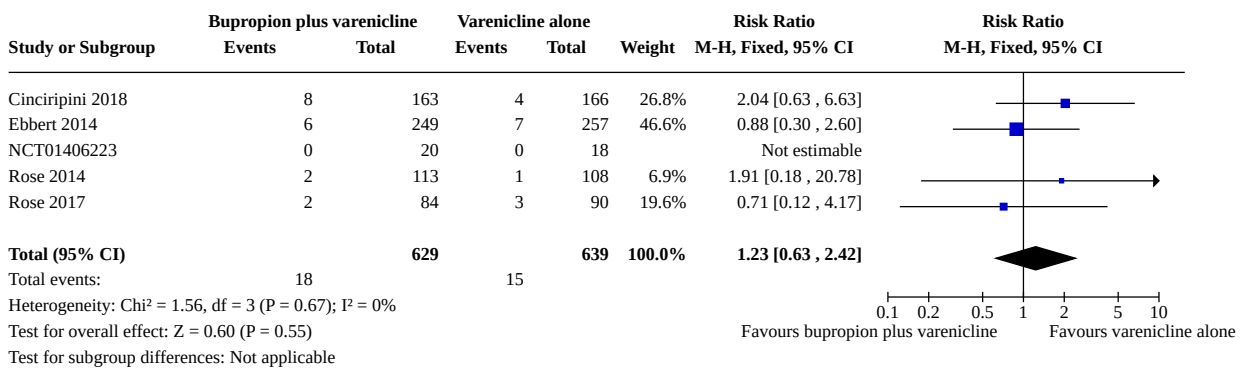 Bupropion plus varenicline Varenicline alone Risk Ratio Risk Ratio
Study or Subgroup Events Total Events Total Weight M-H, Fixed, 95% CI M-H, Fixed, 95% CI
Cinciripini 2018 8 163 4 166 26.8% 2.04 [0.63 , 6.63]
Ebbert 2014 6 249 7 257 46.6% 0.88 [0.30 , 2.60]
NCT01406223 0 20 0 18 Not estimable
Rose 2014 2 113 1 108 6.9% 1.91 [0.18 , 20.78]
Rose 2017 2 84 3 90 19.6% 0.71 [0.12 , 4.17]
Total (95% CI) 629 639 100.0% 1.23 [0.63 , 2.42]
Total events: 18 15
Heterogeneity: Chi² = 1.56, df = 3 (P = 0.67); I² = 0%
0.1 0.2 0.5 1 2 5 10
Test for overall effect: Z = 0.60 (P = 0.55) Favours bupropion plus varenicline Favours varenicline alone
Test for subgroup differences: Not applicable